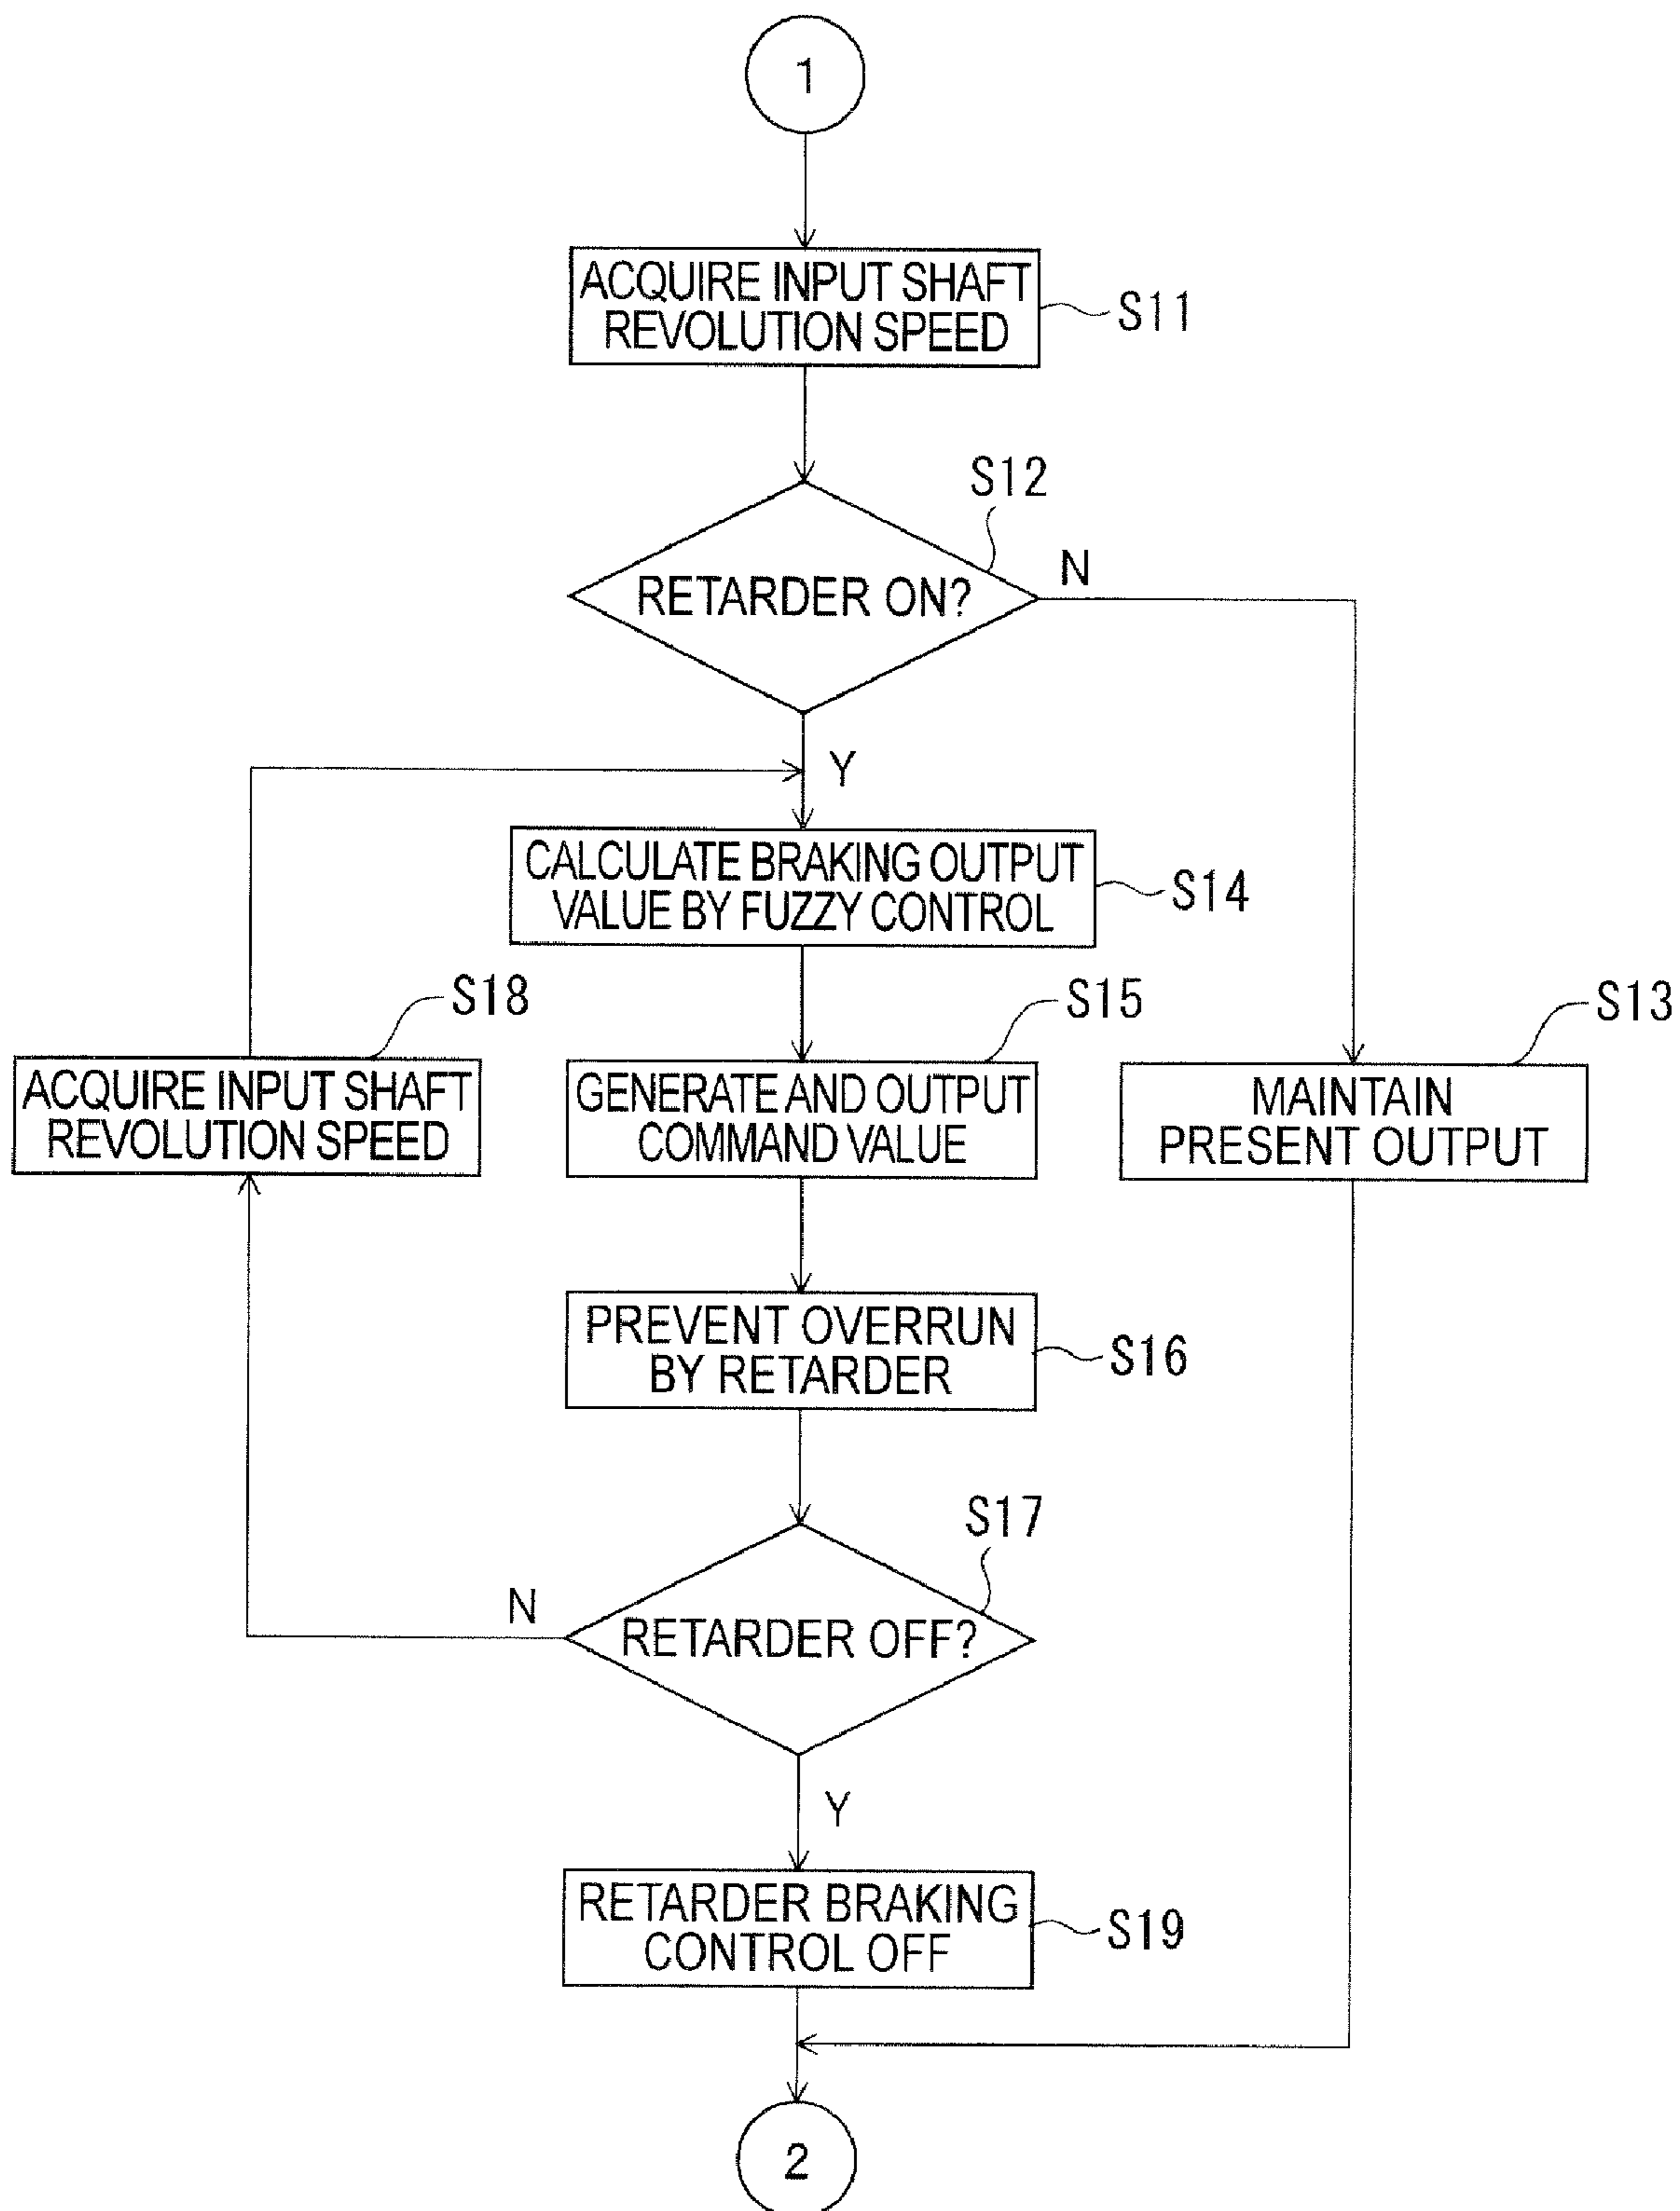 1
ACQUIRE INPUT SHAFT
REVOLUTION SPEED
S11
S12
RETARDER ON?
N
Y
CALCULATE BRAKING OUTPUT
VALUE BY FUZZY CONTROL
S14
S18
ACQUIRE INPUT SHAFT
REVOLUTION SPEED
S15
GENERATE AND OUTPUT
COMMAND VALUE
S13
MAINTAIN
PRESENT OUTPUT
PREVENT OVERRUN
BY RETARDER
S16
S17
RETARDER OFF?
N
Y
RETARDER BRAKING
CONTROL OFF
S19
2